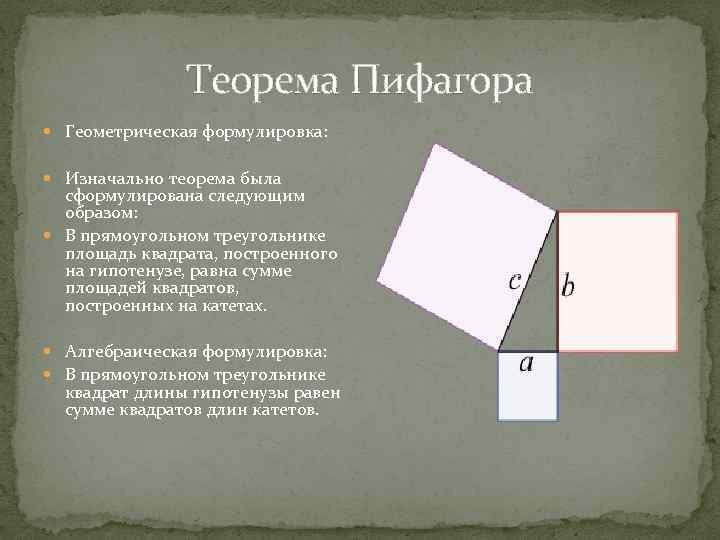 Теорема Пифагора
Геометрическая формулировка:
Изначально теорема была
сформулирована следующим
образом:
В прямоугольном треугольнике
площадь квадрата, построенного
на гипотенузе, равна сумме
площадей квадратов,
построенных на катетах.
Алгебраическая формулировка:
В прямоугольном треугольнике
квадрат длины гипотенузы равен
сумме квадратов длин катетов.
c
b
a